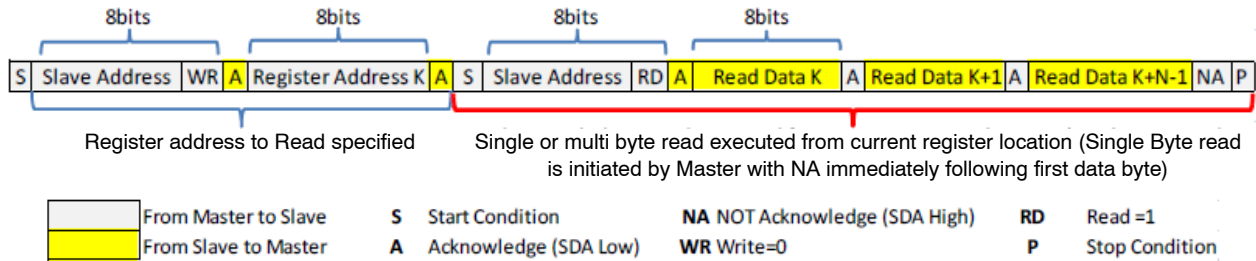 8bits 8bits 8bits 8bits
S Slave Address WR A Register Address K A S Slave Address RD A Read Data K A Read Data K+1 A Read Data K+N-1 NA P
Register address to Read specified
Single or multi byte read executed from current register location (Single Byte read
is initiated by Master with NA immediately following first data byte)
From Master to Slave S Start Condition NA NOT Acknowledge (SDA High) RD Read =1
From Slave to Master A Acknowledge (SDA Low) WR Write=0 P Stop Condition